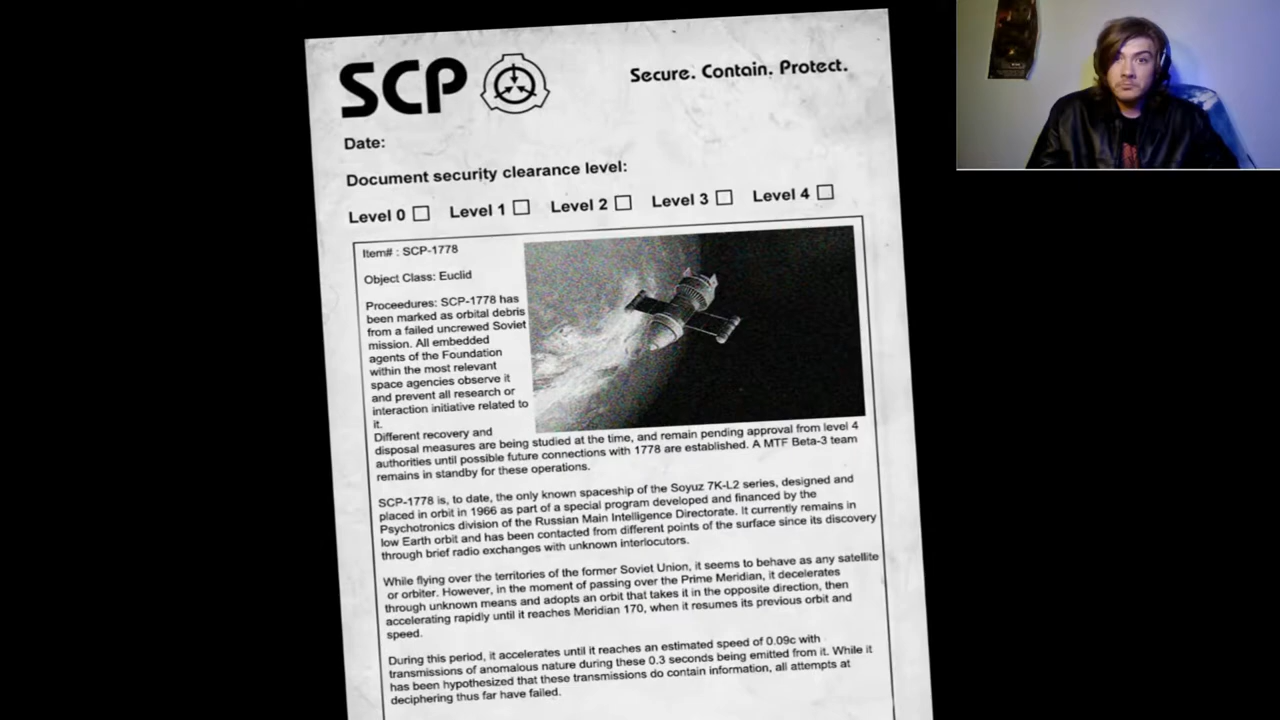 SCP
Secure. Contain. Protect.
Date:
Document security clearance level:
Level 0 Level 1 Level 2 Level 3 Level 4
Item# : SCP-1778
Object Class: Euclid
Proceedures: SCP-1778 has
been marked as orbital debris
from a failed uncrewed Soviet
mission. All embedded
agents of the Foundation
within the most relevant
space agencies observe it
and prevent all research or
interaction initiative related to
it.
Different recovery and
disposal measures are being studied at the time, and remain pending approval from level 4
authorities until possible future connections with 1778 are established. A MTF Beta-3 team
remains in standby for these operations.
SCP-1778 is, to date, the only known spaceship of the Soyuz 7K-L2 series, designed and
placed in orbit in 1966 as part of a special program developed and financed by the
Psychotronics division of the Russian Main Intelligence Directorate. It currently remains in
low Earth orbit and has been contacted from different points of the surface since its discovery
through brief radio exchanges with unknown interlocutors.
While flying over the territories of the former Soviet Union, it seems to behave as any satellite
or orbiter. However, in the moment of passing over the Prime Meridian, it decelerates
through unknown means and adopts an orbit that takes it in the opposite direction, then
accelerating rapidly until it reaches Meridian 170, when it resumes its previous orbit and
speed.
During this period, it accelerates until it reaches an estimated speed of 0.09c with
transmissions of anomalous nature during these 0.3 seconds being emitted from it. While it
has been hypothesized that these transmissions do contain information, all attempts at
deciphering thus far have failed.